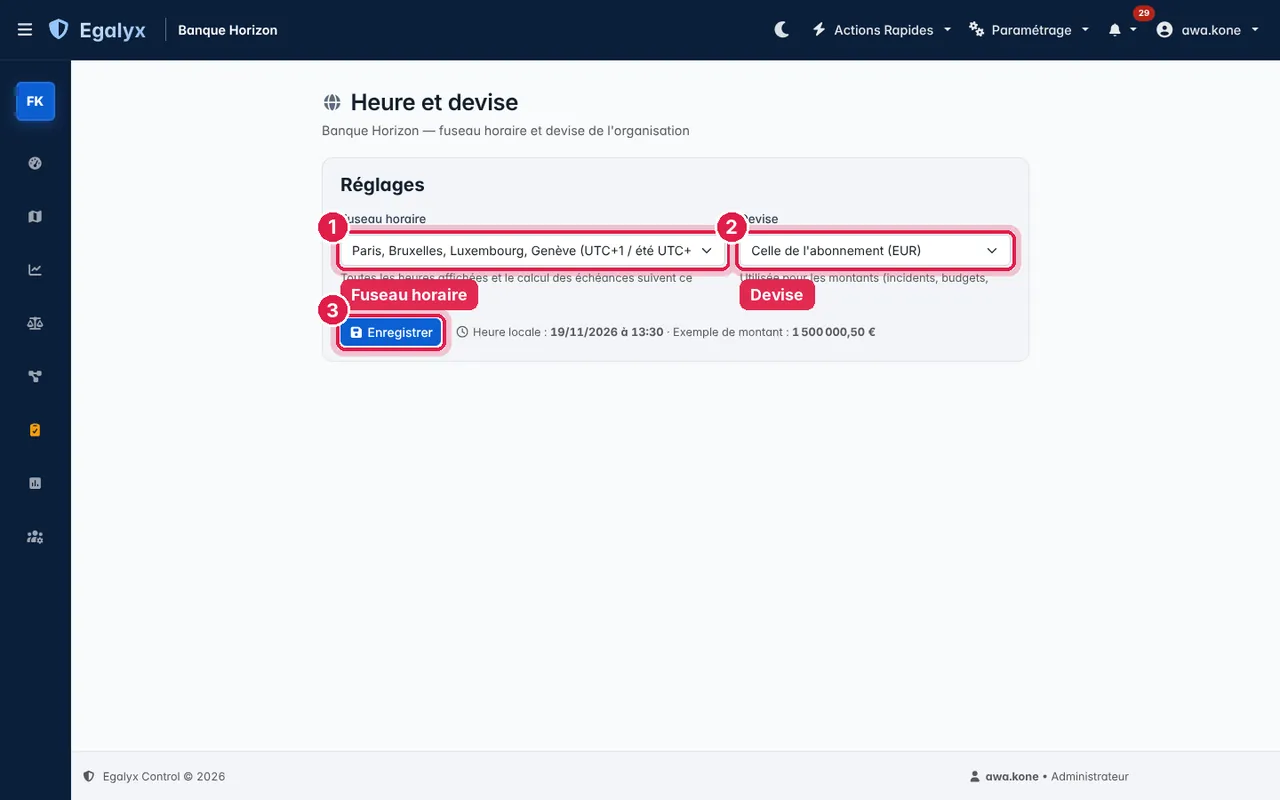 Egalyx
Banque Horizon
Actions Rapides
Paramétrage
29
awa.kone
FK
Heure et devise
Banque Horizon — fuseau horaire et devise de l'organisation
Réglages
1
Fuseau horaire
2
Devise
Paris, Bruxelles, Luxembourg, Genève (UTC+1 / été UTC+
Celle de l'abonnement (EUR)
Toutes les heures affichées et le calcul des échéances suivent ce
Utilisée pour les montants (incidents, budgets,
Fuseau horaire
Devise
3
Enregistrer
Heure locale : 19/11/2026 à 13:30 · Exemple de montant : 1 500 000,50 €
Egalyx Control © 2026
awa.kone • Administrateur